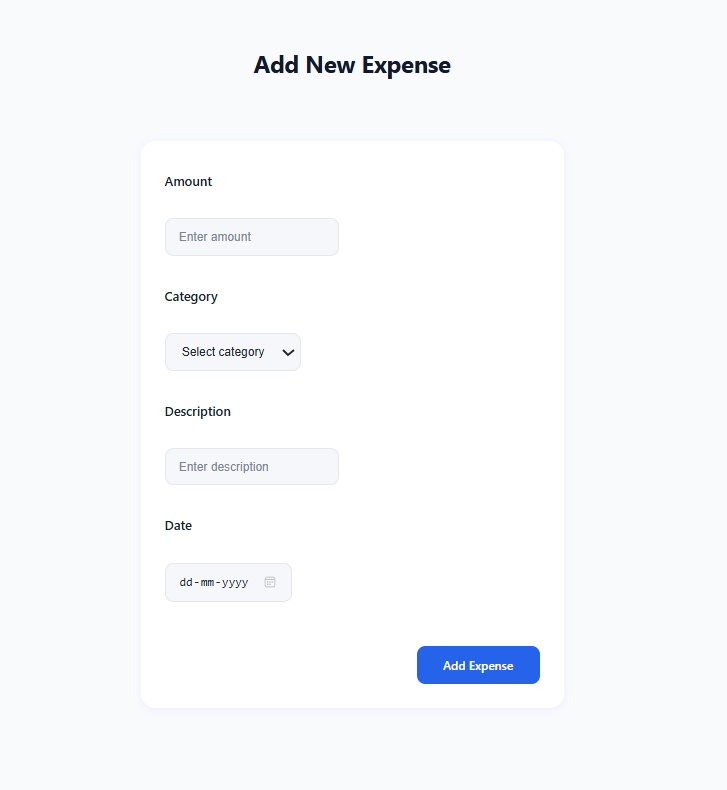 Add New Expense
Amount
Enter amount
Category
Select category
Description
Enter description
Date
dd-mm-yyyy
Add Expense